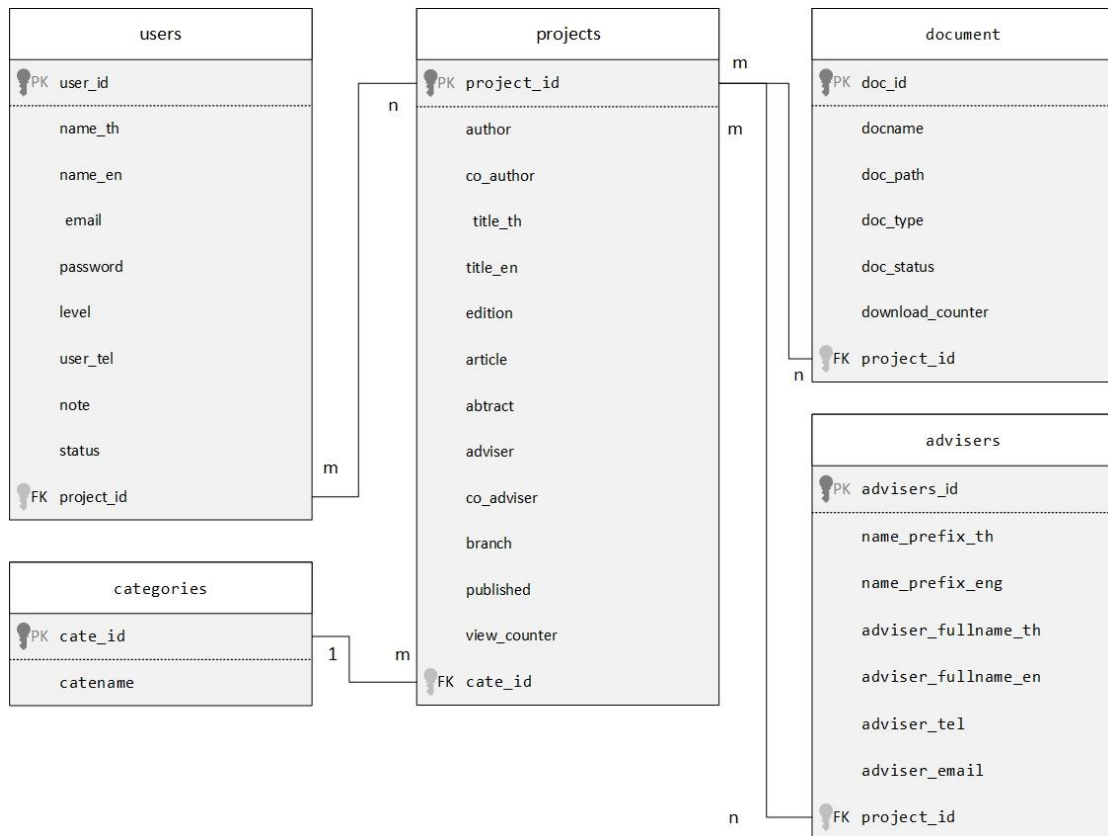 users
PK user_id
name_th
name_en
email
password
level
user_tel
note
status
FK project_id
m
n
categories
PK cate_id
catename
1
m
projects
PK project_id
author
co_author
title_th
title_en
edition
article
abtract
adviser
co_adviser
branch
published
view_counter
FK cate_id
m
m
n
n
document
PK doc_id
docname
doc_path
doc_type
doc_status
download_counter
FK project_id
advisers
PK advisers_id
name_prefix_th
name_prefix_eng
adviser_fullname_th
adviser_fullname_en
adviser_tel
adviser_email
FK project_id